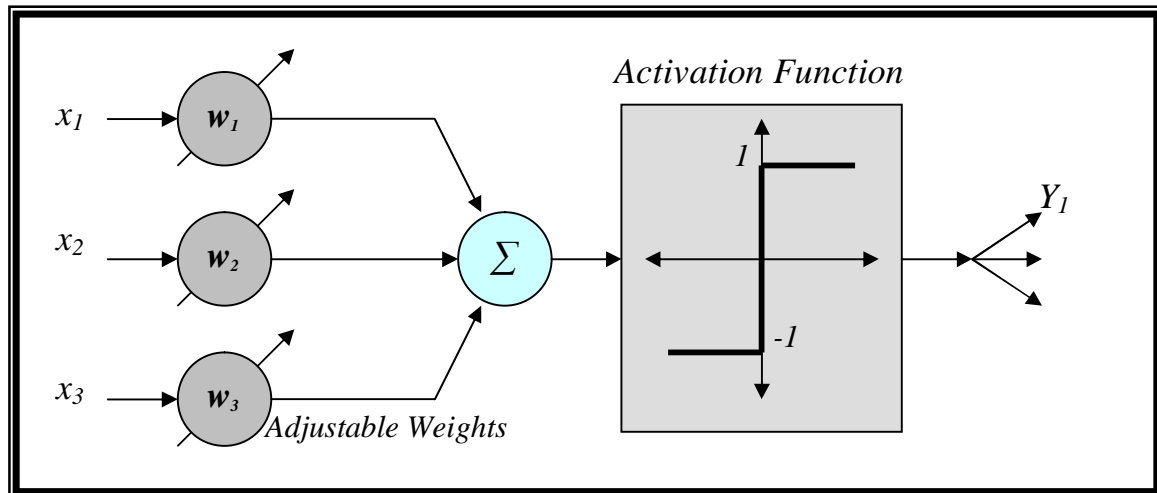 Activation Function
x1
w1
1
x2
w2
Σ
Y1
-1
x3
w3
Adjustable Weights